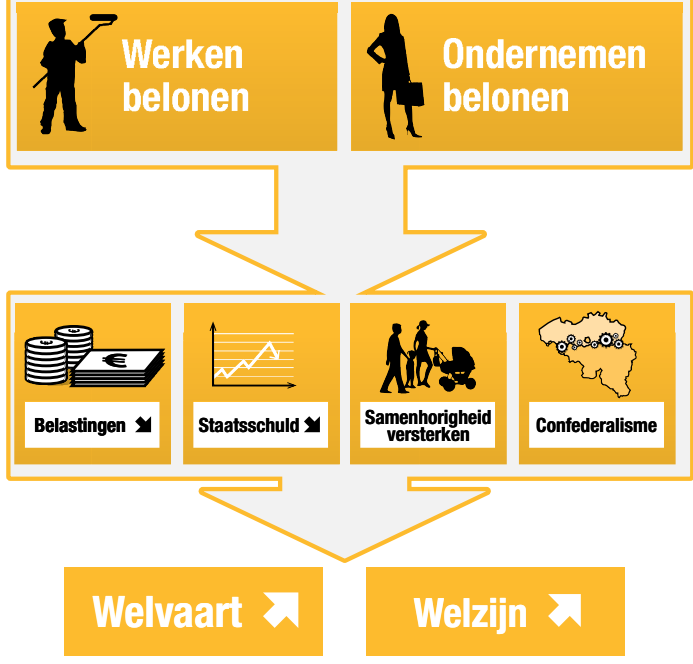 Werken
belonen
Ondernemen
belonen
Belastingen
Staatsschuld
Samenhorigheid
versterken
Confederalisme
Welvaart
Welzijn